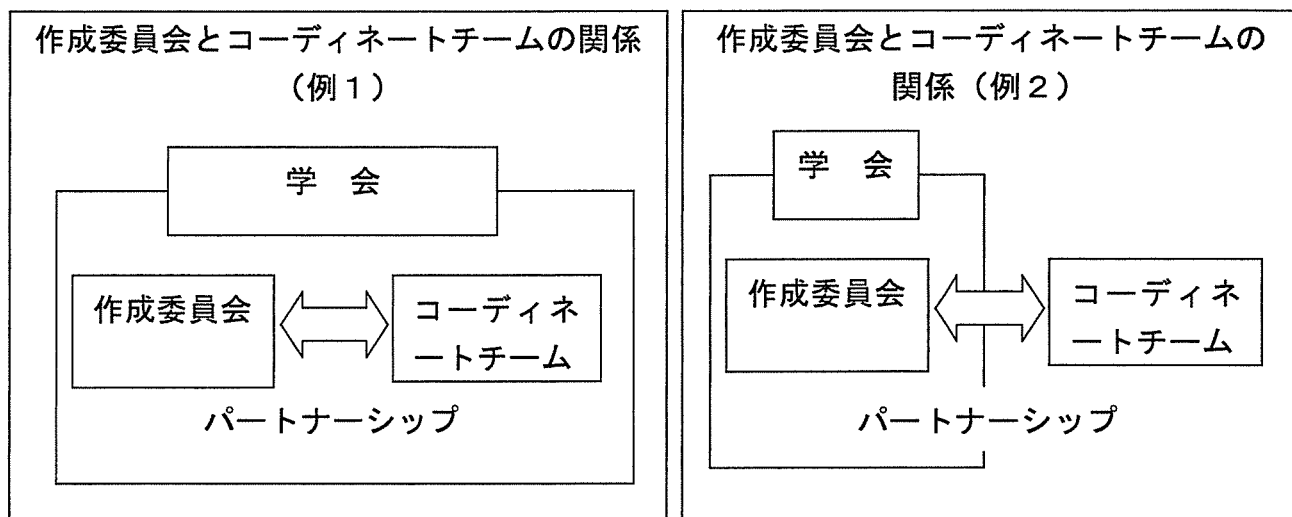 作成委員会とコーディネートチームの関係
（例１）
学　会
作成委員会
コーディネ
ートチーム
パートナーシップ
作成委員会とコーディネートチームの
関係（例２）
学　会
作成委員会
コーディネ
ートチーム
パートナーシップ